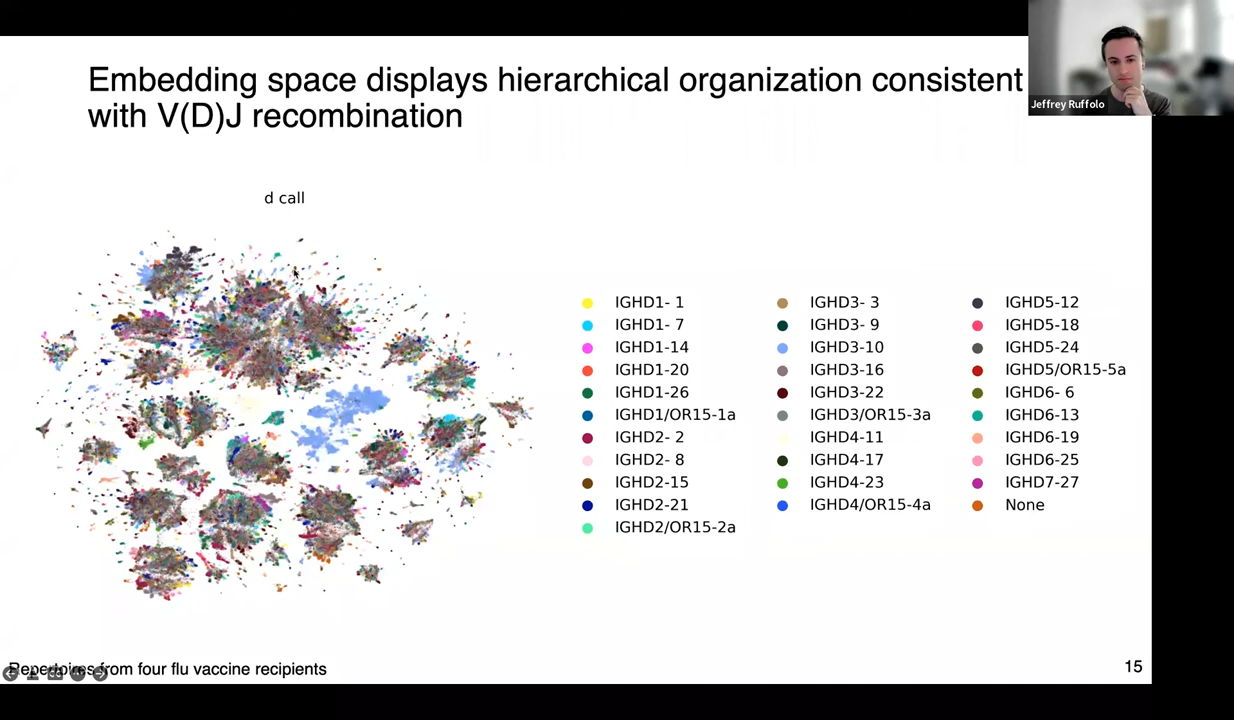 Embedding space displays hierarchical organization consistent
with V(D)J recombination
Jeffrey Ruffolo
d call
IGHD1- 1
IGHD1- 7
IGHD1-14
IGHD1-20
IGHD1-26
IGHD1/OR15-1a
IGHD2- 2
IGHD2- 8
IGHD2-15
IGHD2-21
IGHD2/OR15-2a
IGHD3- 3
IGHD3- 9
IGHD3-10
IGHD3-16
IGHD3-22
IGHD3/OR15-3a
IGHD4-11
IGHD4-17
IGHD4-23
IGHD4/OR15-4a
IGHD5-12
IGHD5-18
IGHD5-24
IGHD5/OR15-5a
IGHD6- 6
IGHD6-13
IGHD6-19
IGHD6-25
IGHD7-27
None
Repertoires from four flu vaccine recipients
15